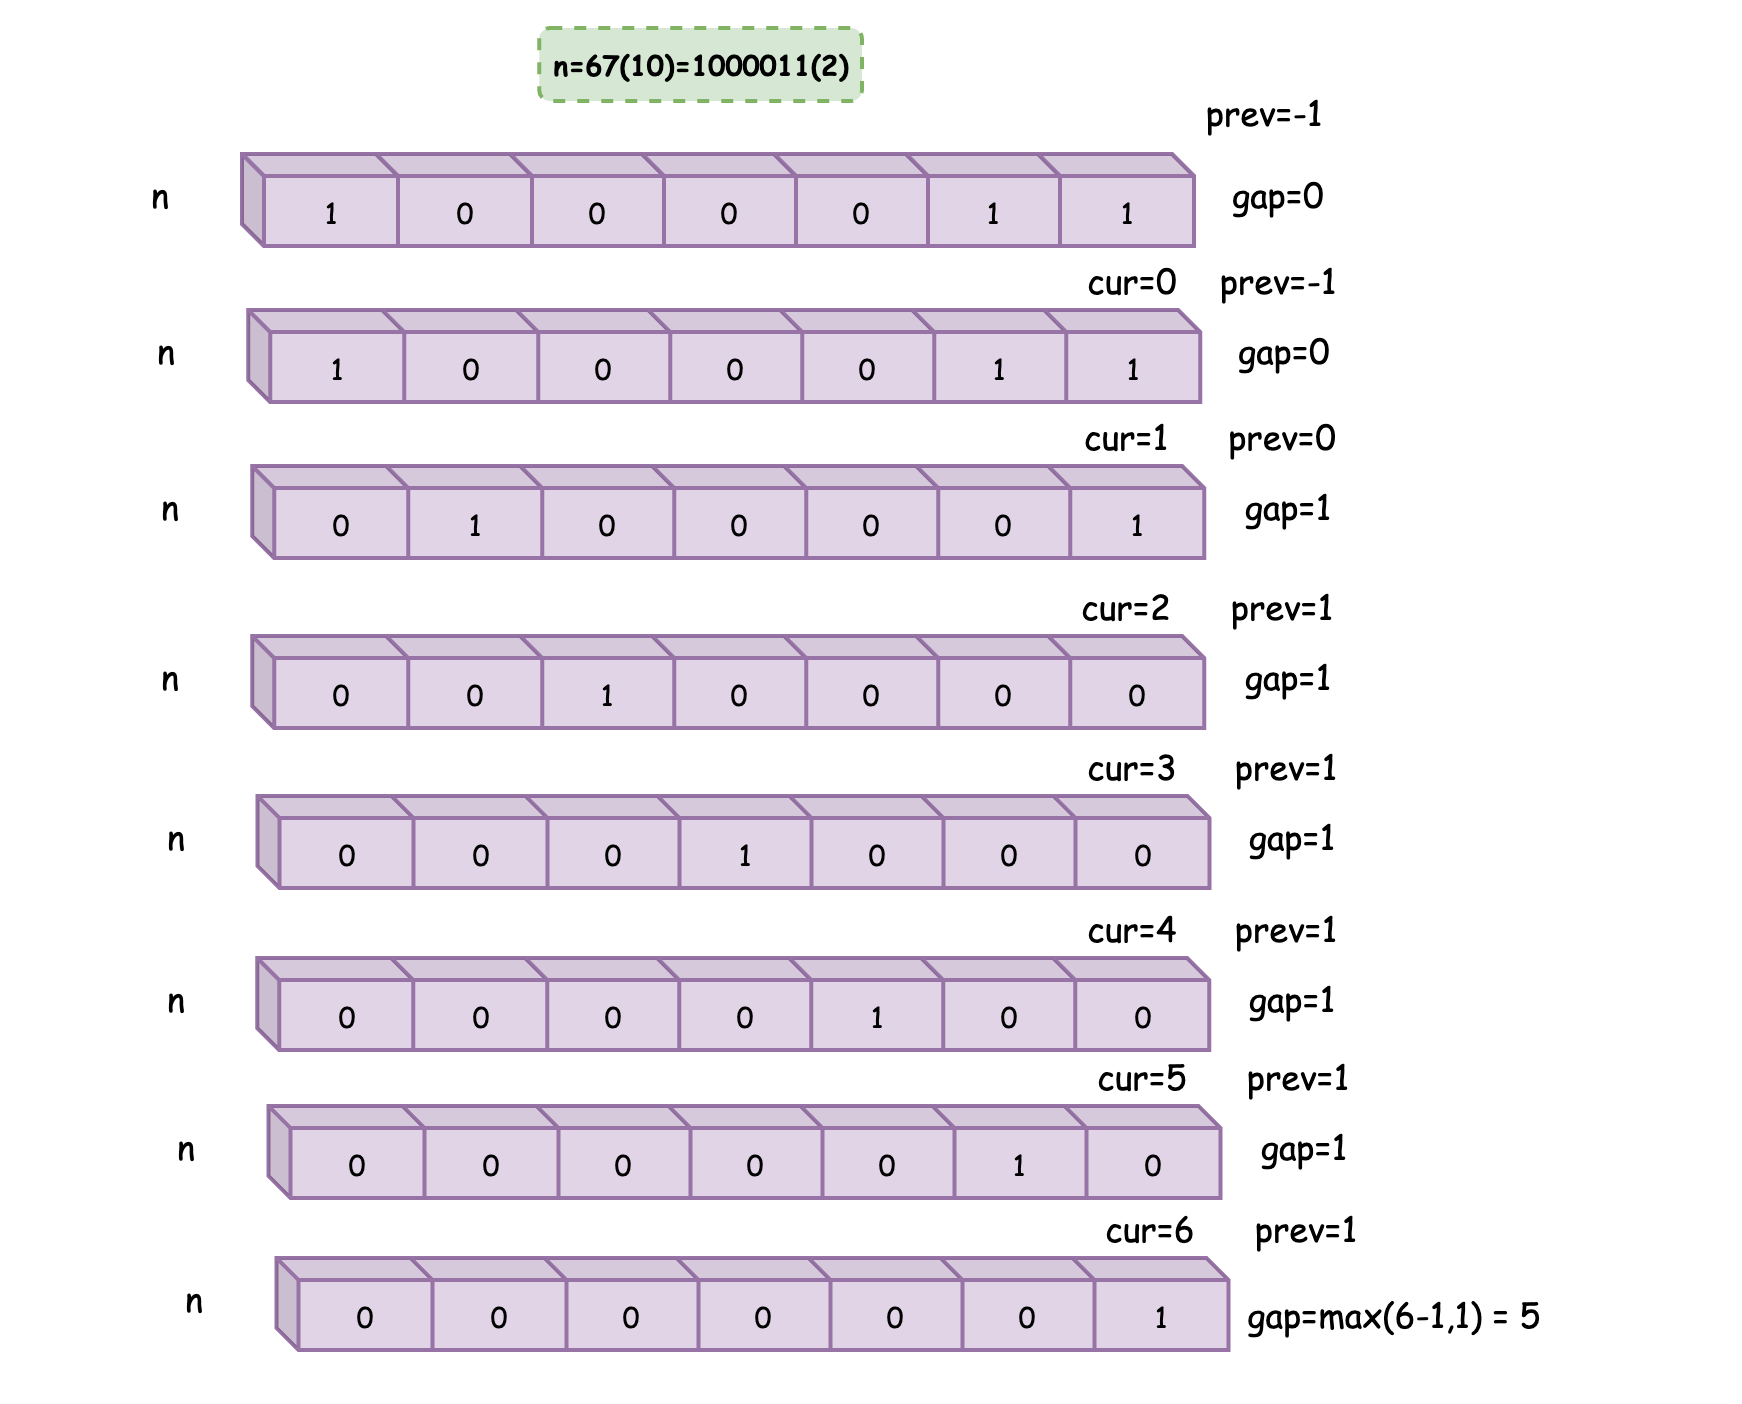 n=67(10)=1000011(2)
prev=-1
n 1 0 0 0 0 1 1 gap=0
cur=0 prev=-1
n 1 0 0 0 0 1 1 gap=0
cur=1 prev=0
n 0 1 0 0 0 0 1 gap=1
cur=2 prev=1
n 0 0 1 0 0 0 0 gap=1
cur=3 prev=1
n 0 0 0 1 0 0 0 gap=1
cur=4 prev=1
n 0 0 0 0 1 0 0 gap=1
cur=5 prev=1
n 0 0 0 0 0 1 0 gap=1
cur=6 prev=1
n 0 0 0 0 0 0 1 gap=max(6-1,1) = 5